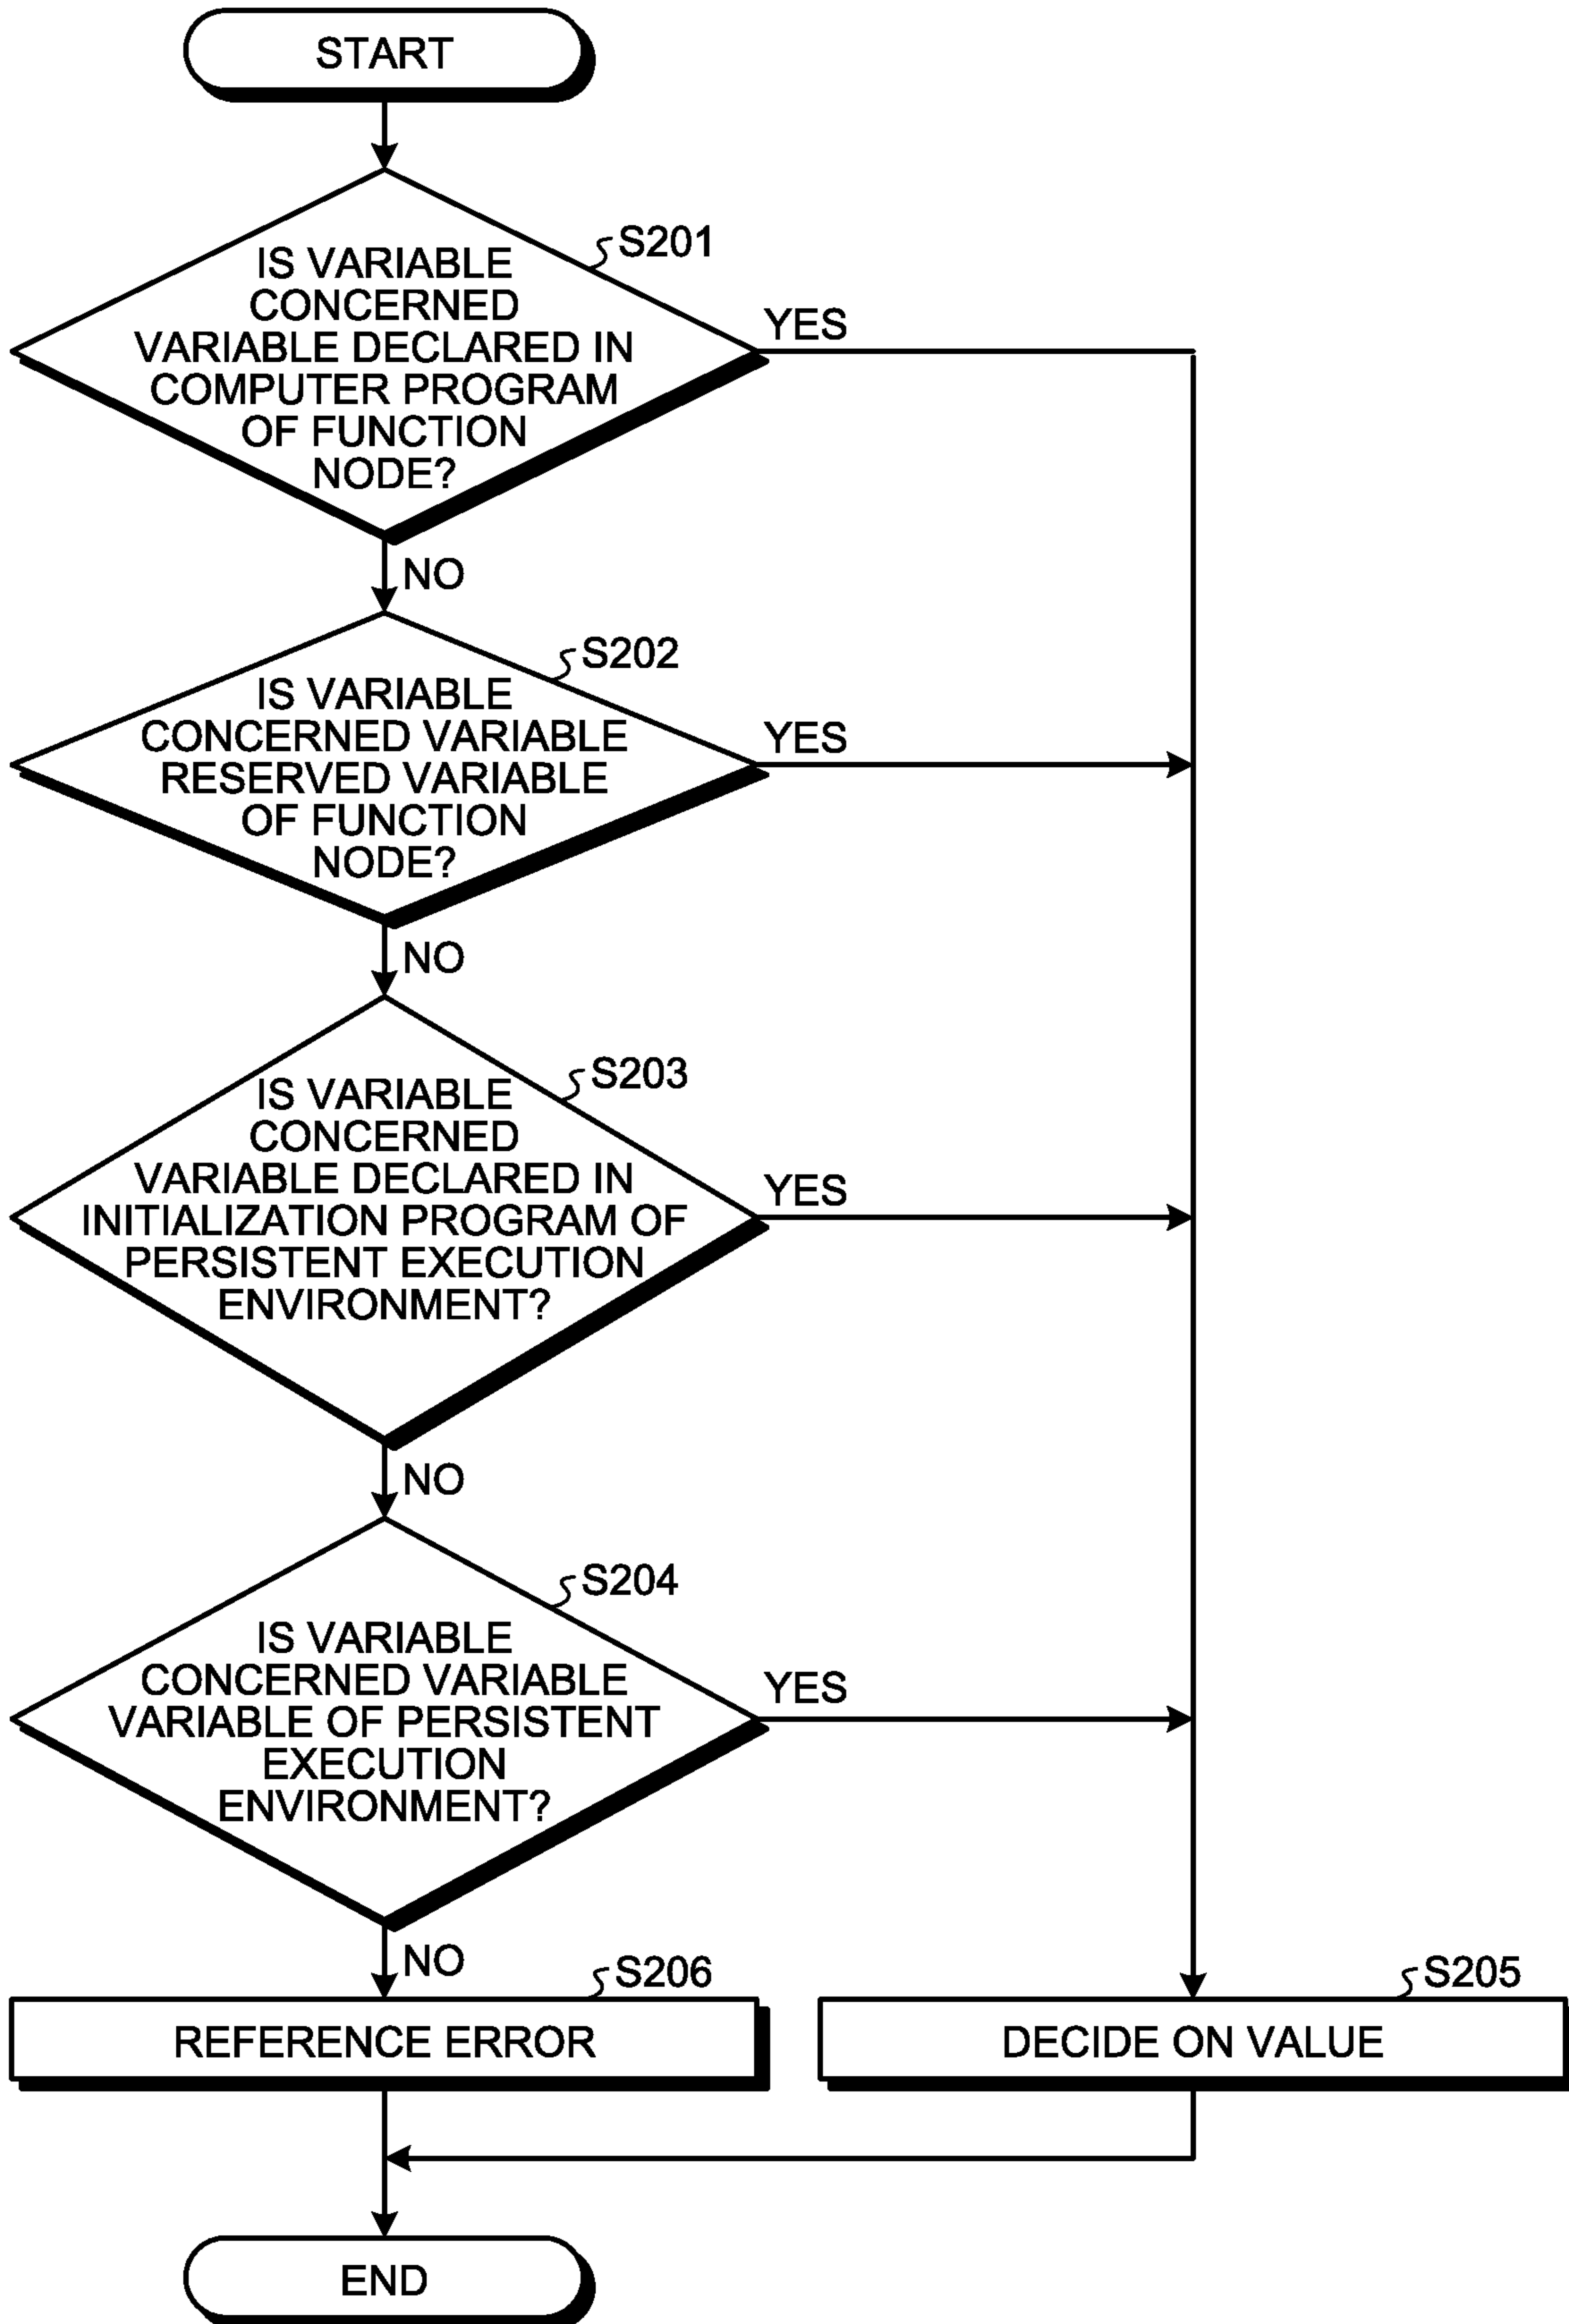 START
S201
IS VARIABLE
CONCERNED
VARIABLE DECLARED IN
COMPUTER PROGRAM
OF FUNCTION
NODE?
YES
NO
S202
IS VARIABLE
CONCERNED VARIABLE
RESERVED VARIABLE
OF FUNCTION
NODE?
YES
NO
S203
IS VARIABLE
CONCERNED
VARIABLE DECLARED IN
INITIALIZATION PROGRAM OF
PERSISTENT EXECUTION
ENVIRONMENT?
YES
NO
S204
IS VARIABLE
CONCERNED VARIABLE
VARIABLE OF PERSISTENT
EXECUTION
ENVIRONMENT?
YES
NO
S206
REFERENCE ERROR
S205
DECIDE ON VALUE
END